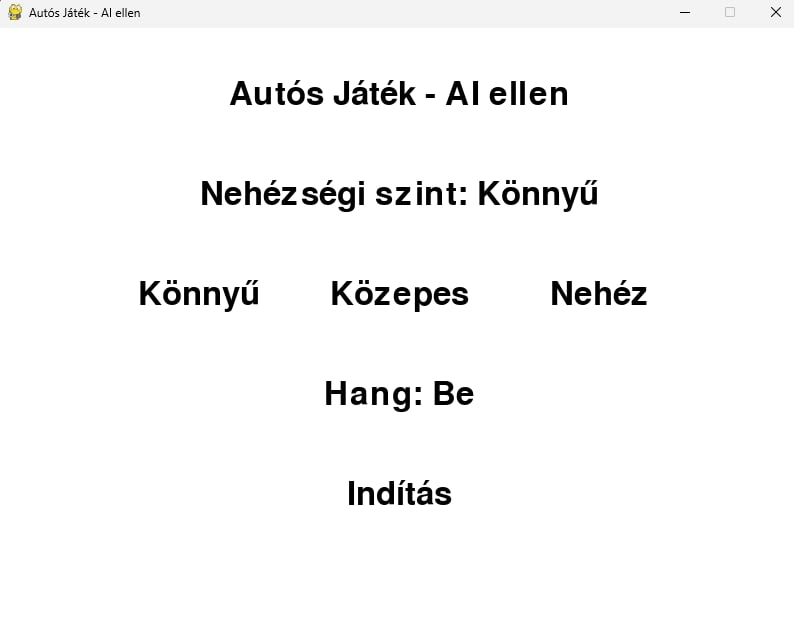 Autós Játék - AI ellen
Autós Játék - AI ellen
Nehézségi szint: Könnyű
Könnyű Közepes Nehéz
Hang: Be
Indítás